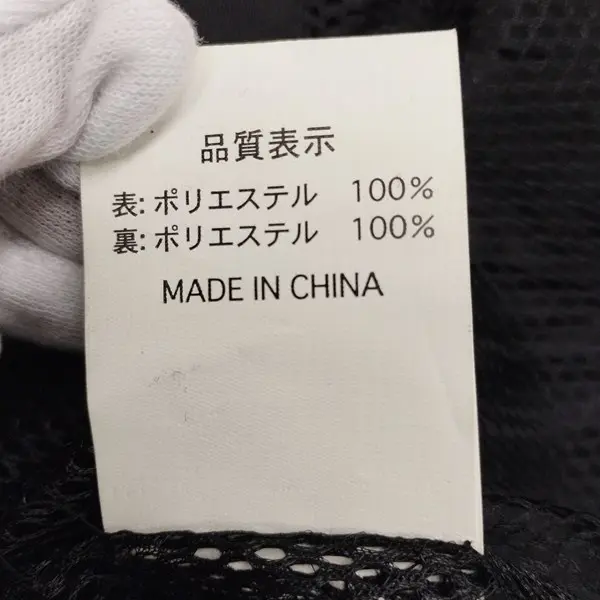 品質表示
表: ポリエステル 100%
裏: ポリエステル 100%
MADE IN CHINA